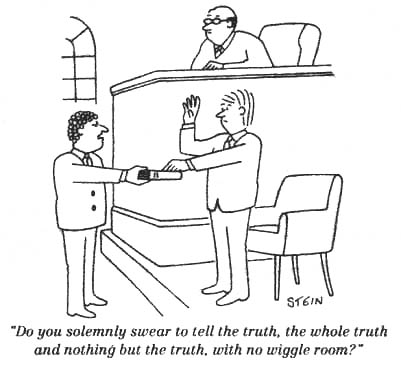 STEIN
"Do you solemnly swear to tell the truth, the whole truth
and nothing but the truth, with no wiggle room?"